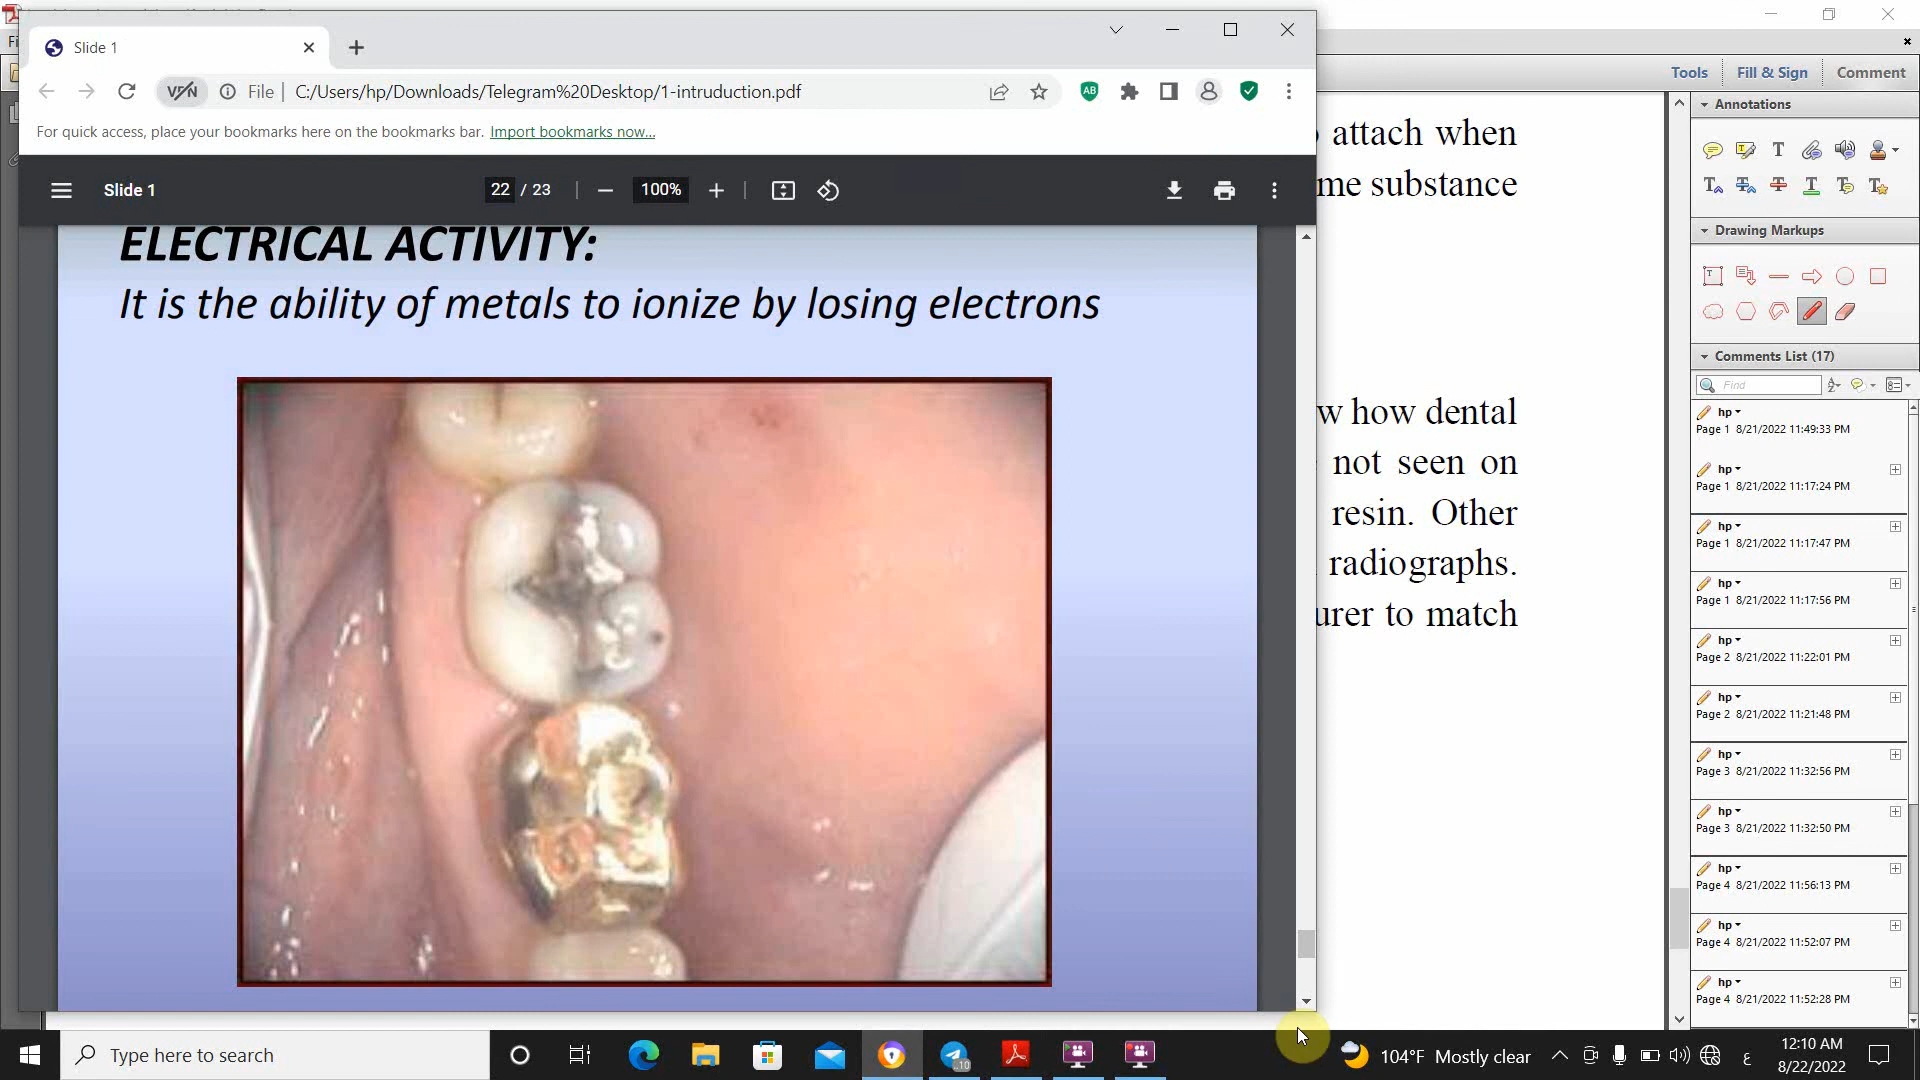 Slide 1
File
C:/Users/hp/Downloads/Telegram%20Desktop/1-intruduction.pdf
For quick access, place your bookmarks here on the bookmarks bar. Import bookmarks now...
Slide 1
22 / 23
100%
ELECTRICAL ACTIVITY:
It is the ability of metals to ionize by losing electrons
attach when
me substance
w how dental
not seen on
resin. Other
radiographs.
urer to match
Tools
Fill & Sign
Comment
Annotations
Drawing Markups
Comments List (17)
Find
hp
Page 1 8/21/2022 11:49:33 PM
hp
Page 1 8/21/2022 11:17:24 PM
hp
Page 1 8/21/2022 11:17:47 PM
hp
Page 1 8/21/2022 11:17:56 PM
hp
Page 2 8/21/2022 11:22:01 PM
hp
Page 2 8/21/2022 11:21:48 PM
hp
Page 3 8/21/2022 11:32:56 PM
hp
Page 3 8/21/2022 11:32:50 PM
hp
Page 4 8/21/2022 11:56:13 PM
hp
Page 4 8/21/2022 11:52:07 PM
hp
Page 4 8/21/2022 11:52:28 PM
Type here to search
104°F Mostly clear
ع
12:10 AM
8/22/2022